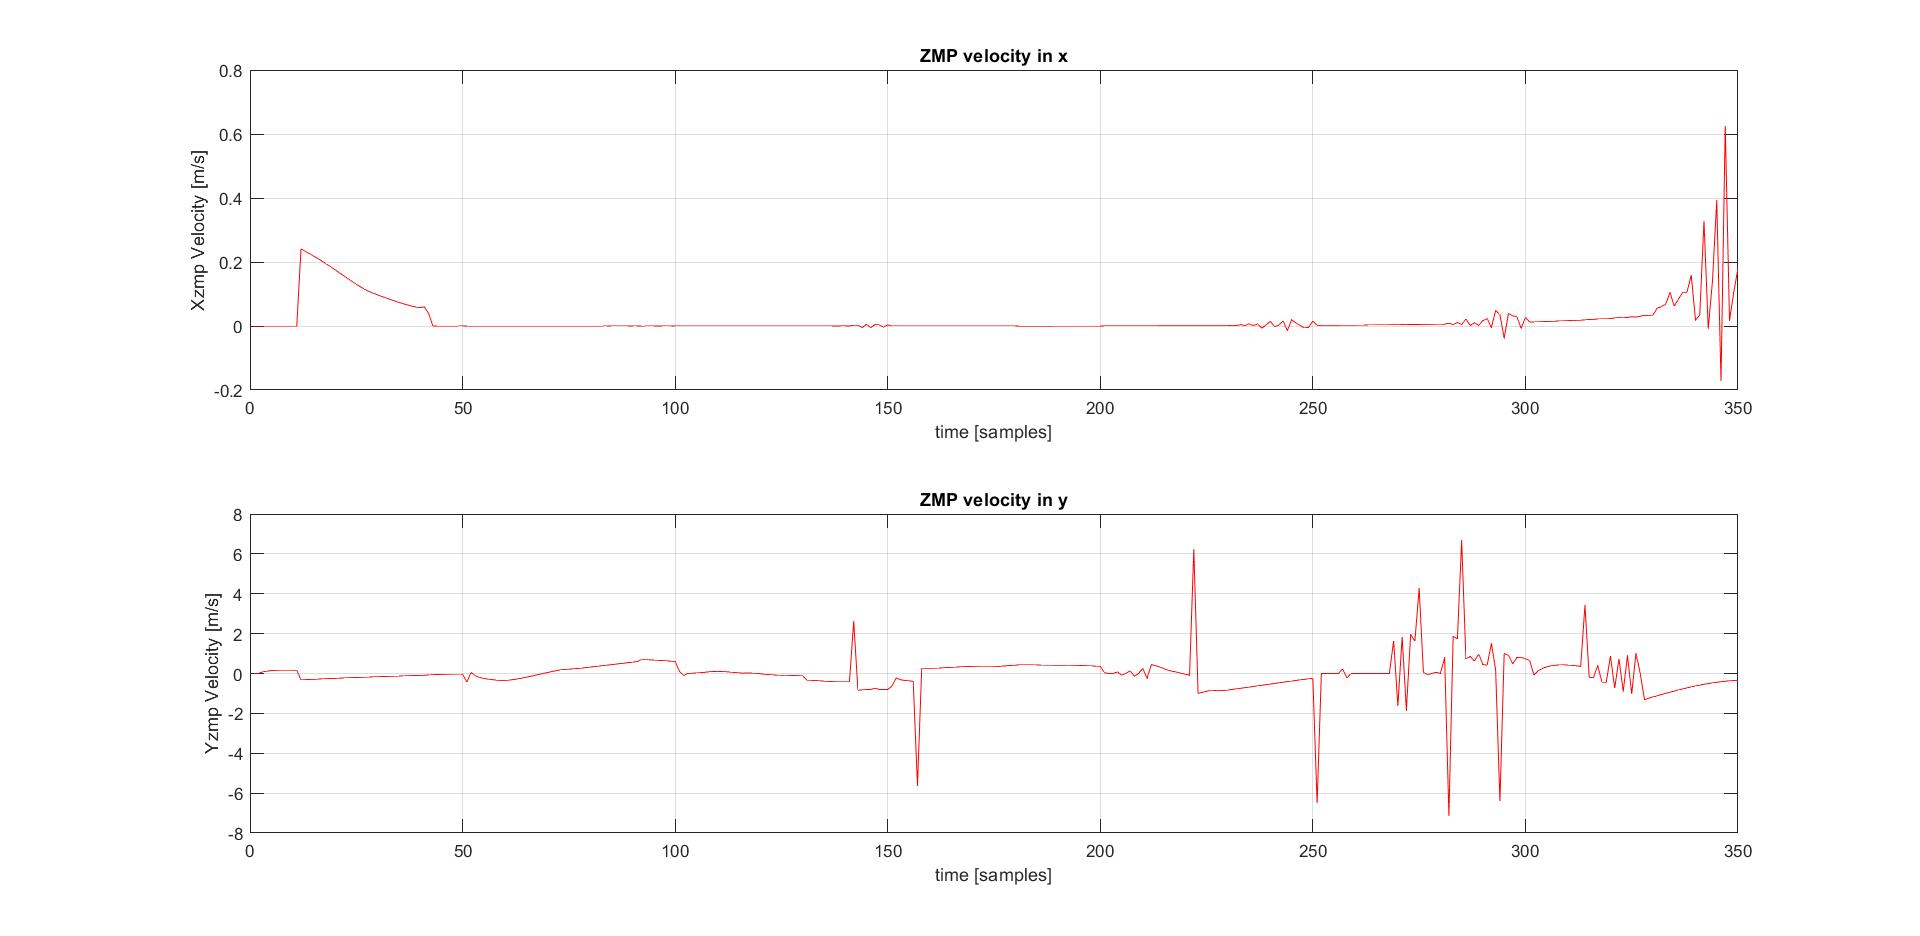 ZMP velocity in x
0.8
0.6
0.4
0.2
0
-0.2
Xzmp Velocity [m/s]
0 50 100 150 200 250 300 350
time [samples]
ZMP velocity in y
8
6
4
2
0
-2
-4
-6
-8
Yzmp Velocity [m/s]
0 50 100 150 200 250 300 350
time [samples]